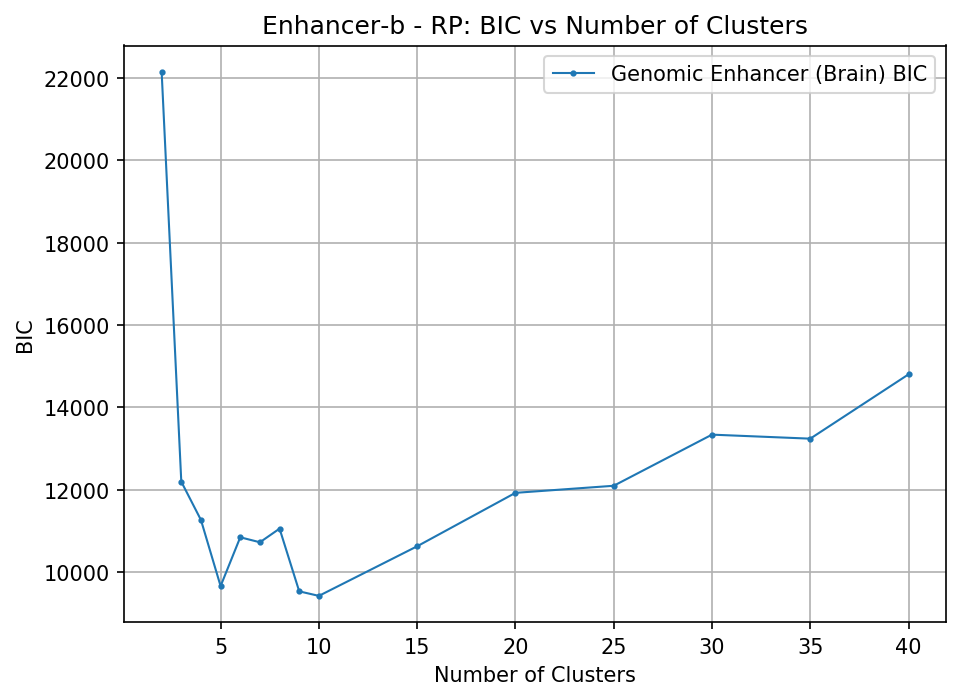 Enhancer-b - RP: BIC vs Number of Clusters
Genomic Enhancer (Brain) BIC
22000
20000
18000
16000
14000
12000
10000
BIC
5 10 15 20 25 30 35 40
Number of Clusters